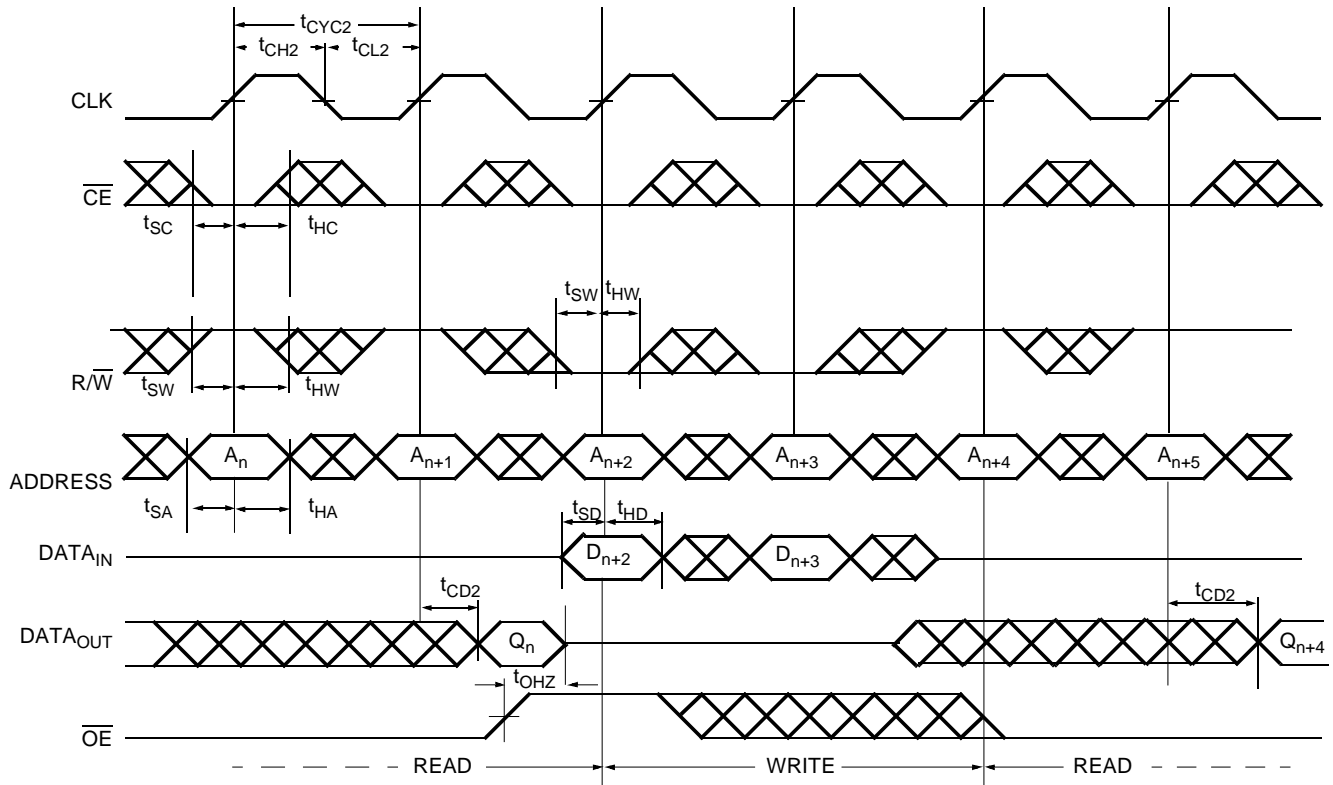 tCYC2
tCH2 tCL2
CLK
CE
tSC tHC
tSW tHW
R/W
tSW tHW
An An+1 An+2 An+3 An+4 An+5
ADDRESS
tSA tHA
tSD tHD
DATAIN
Dn+2 Dn+3
tCD2 tCD2
DATAOUT
Qn Qn+4
tOHZ
OE
READ WRITE READ